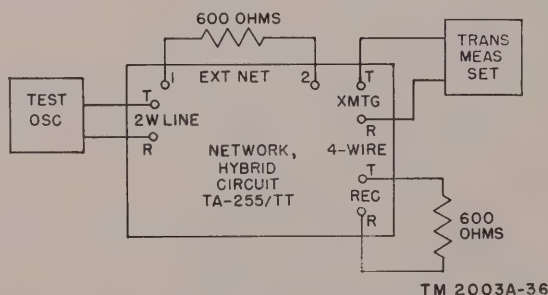 600 OHMS
1 EXT NET 2
TEST
OSC
T
2W LINE
R
NETWORK,
HYBRID
CIRCUIT
TA-255/TT
T
XMTG
R
4-WIRE
T
REC
R
TRANS
MEAS
SET
600
OHMS
TM 2003A-36